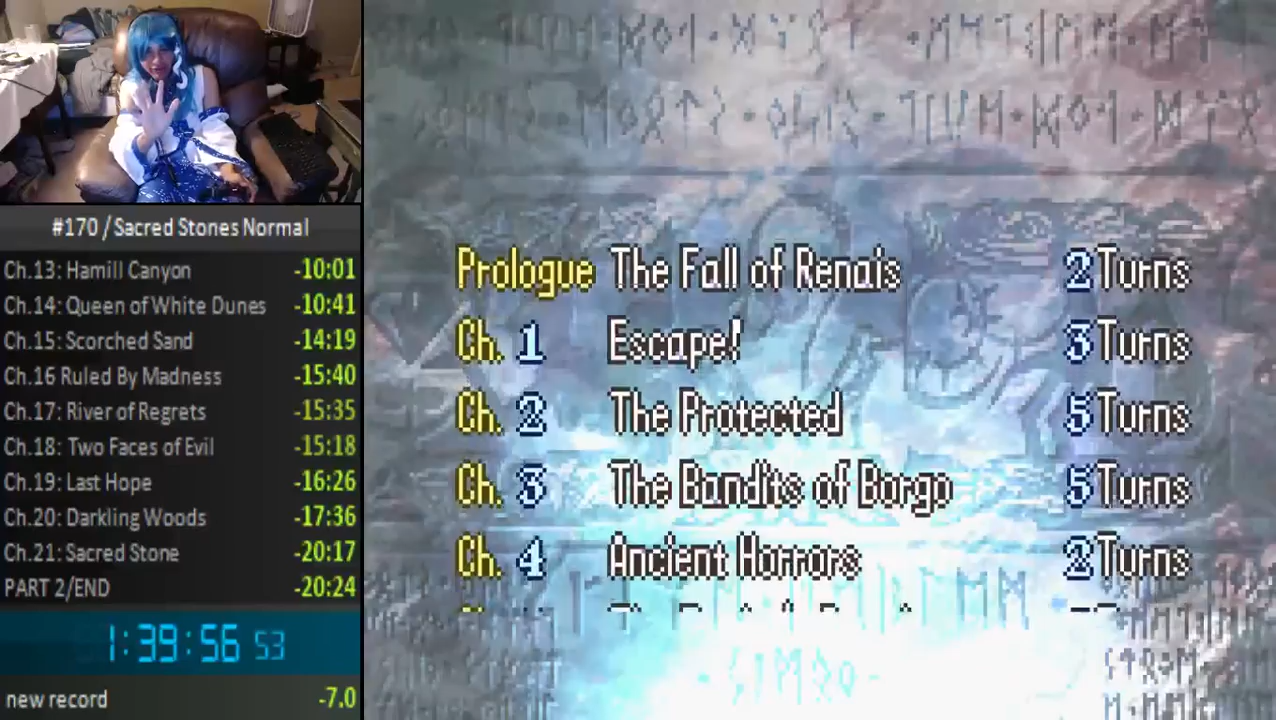 #170 / Sacred Stones Normal
Ch.13: Hamill Canyon -10:01
Ch.14: Queen of White Dunes -10:41
Ch.15: Scorched Sand -14:19
Ch.16 Ruled By Madness -15:40
Ch.17: River of Regrets -15:35
Ch.18: Two Faces of Evil -15:18
Ch.19: Last Hope -16:26
Ch.20: Darkling Woods -17:36
Ch.21: Sacred Stone -20:17
PART 2/END -20:24
1:39:56 53
new record -7.0
Prologue The Fall of Renais 2 Turns
Ch. 1 Escape! 3 Turns
Ch. 2 The Protected 5 Turns
Ch. 3 The Bandits of Borgo 5 Turns
Ch. 4 Ancient Horrors 2 Turns